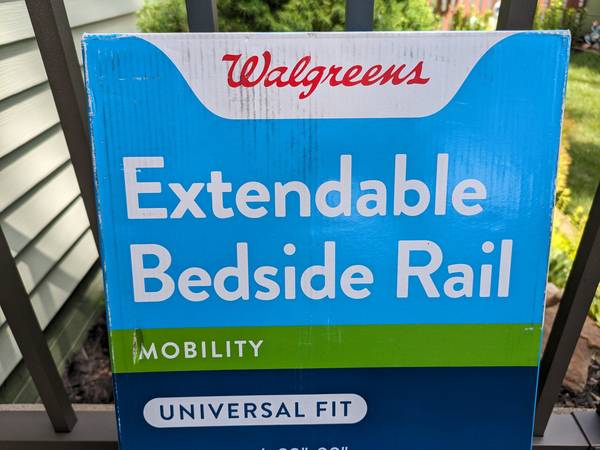 Walgreens
Extendable
Bedside Rail
MOBILITY
UNIVERSAL FIT